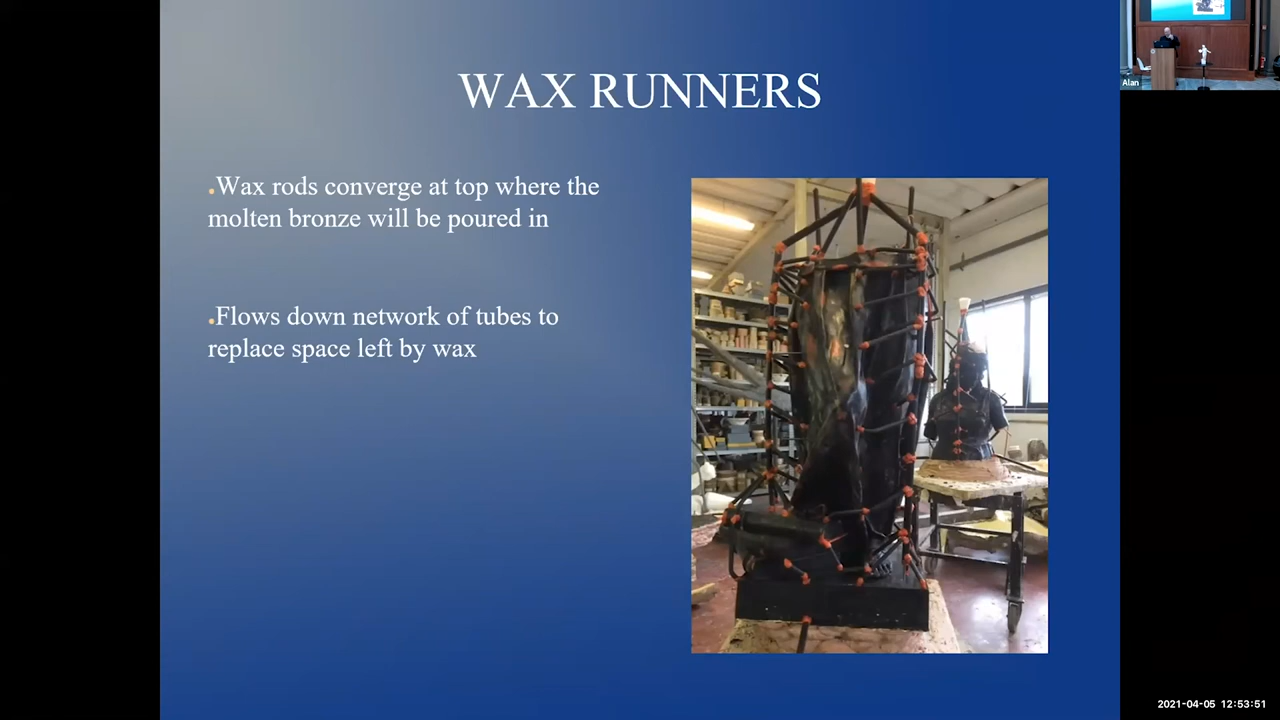 WAX RUNNERS
.Wax rods converge at top where the
molten bronze will be poured in
.Flows down network of tubes to
replace space left by wax
Alan
2021-04-05 12:53:51